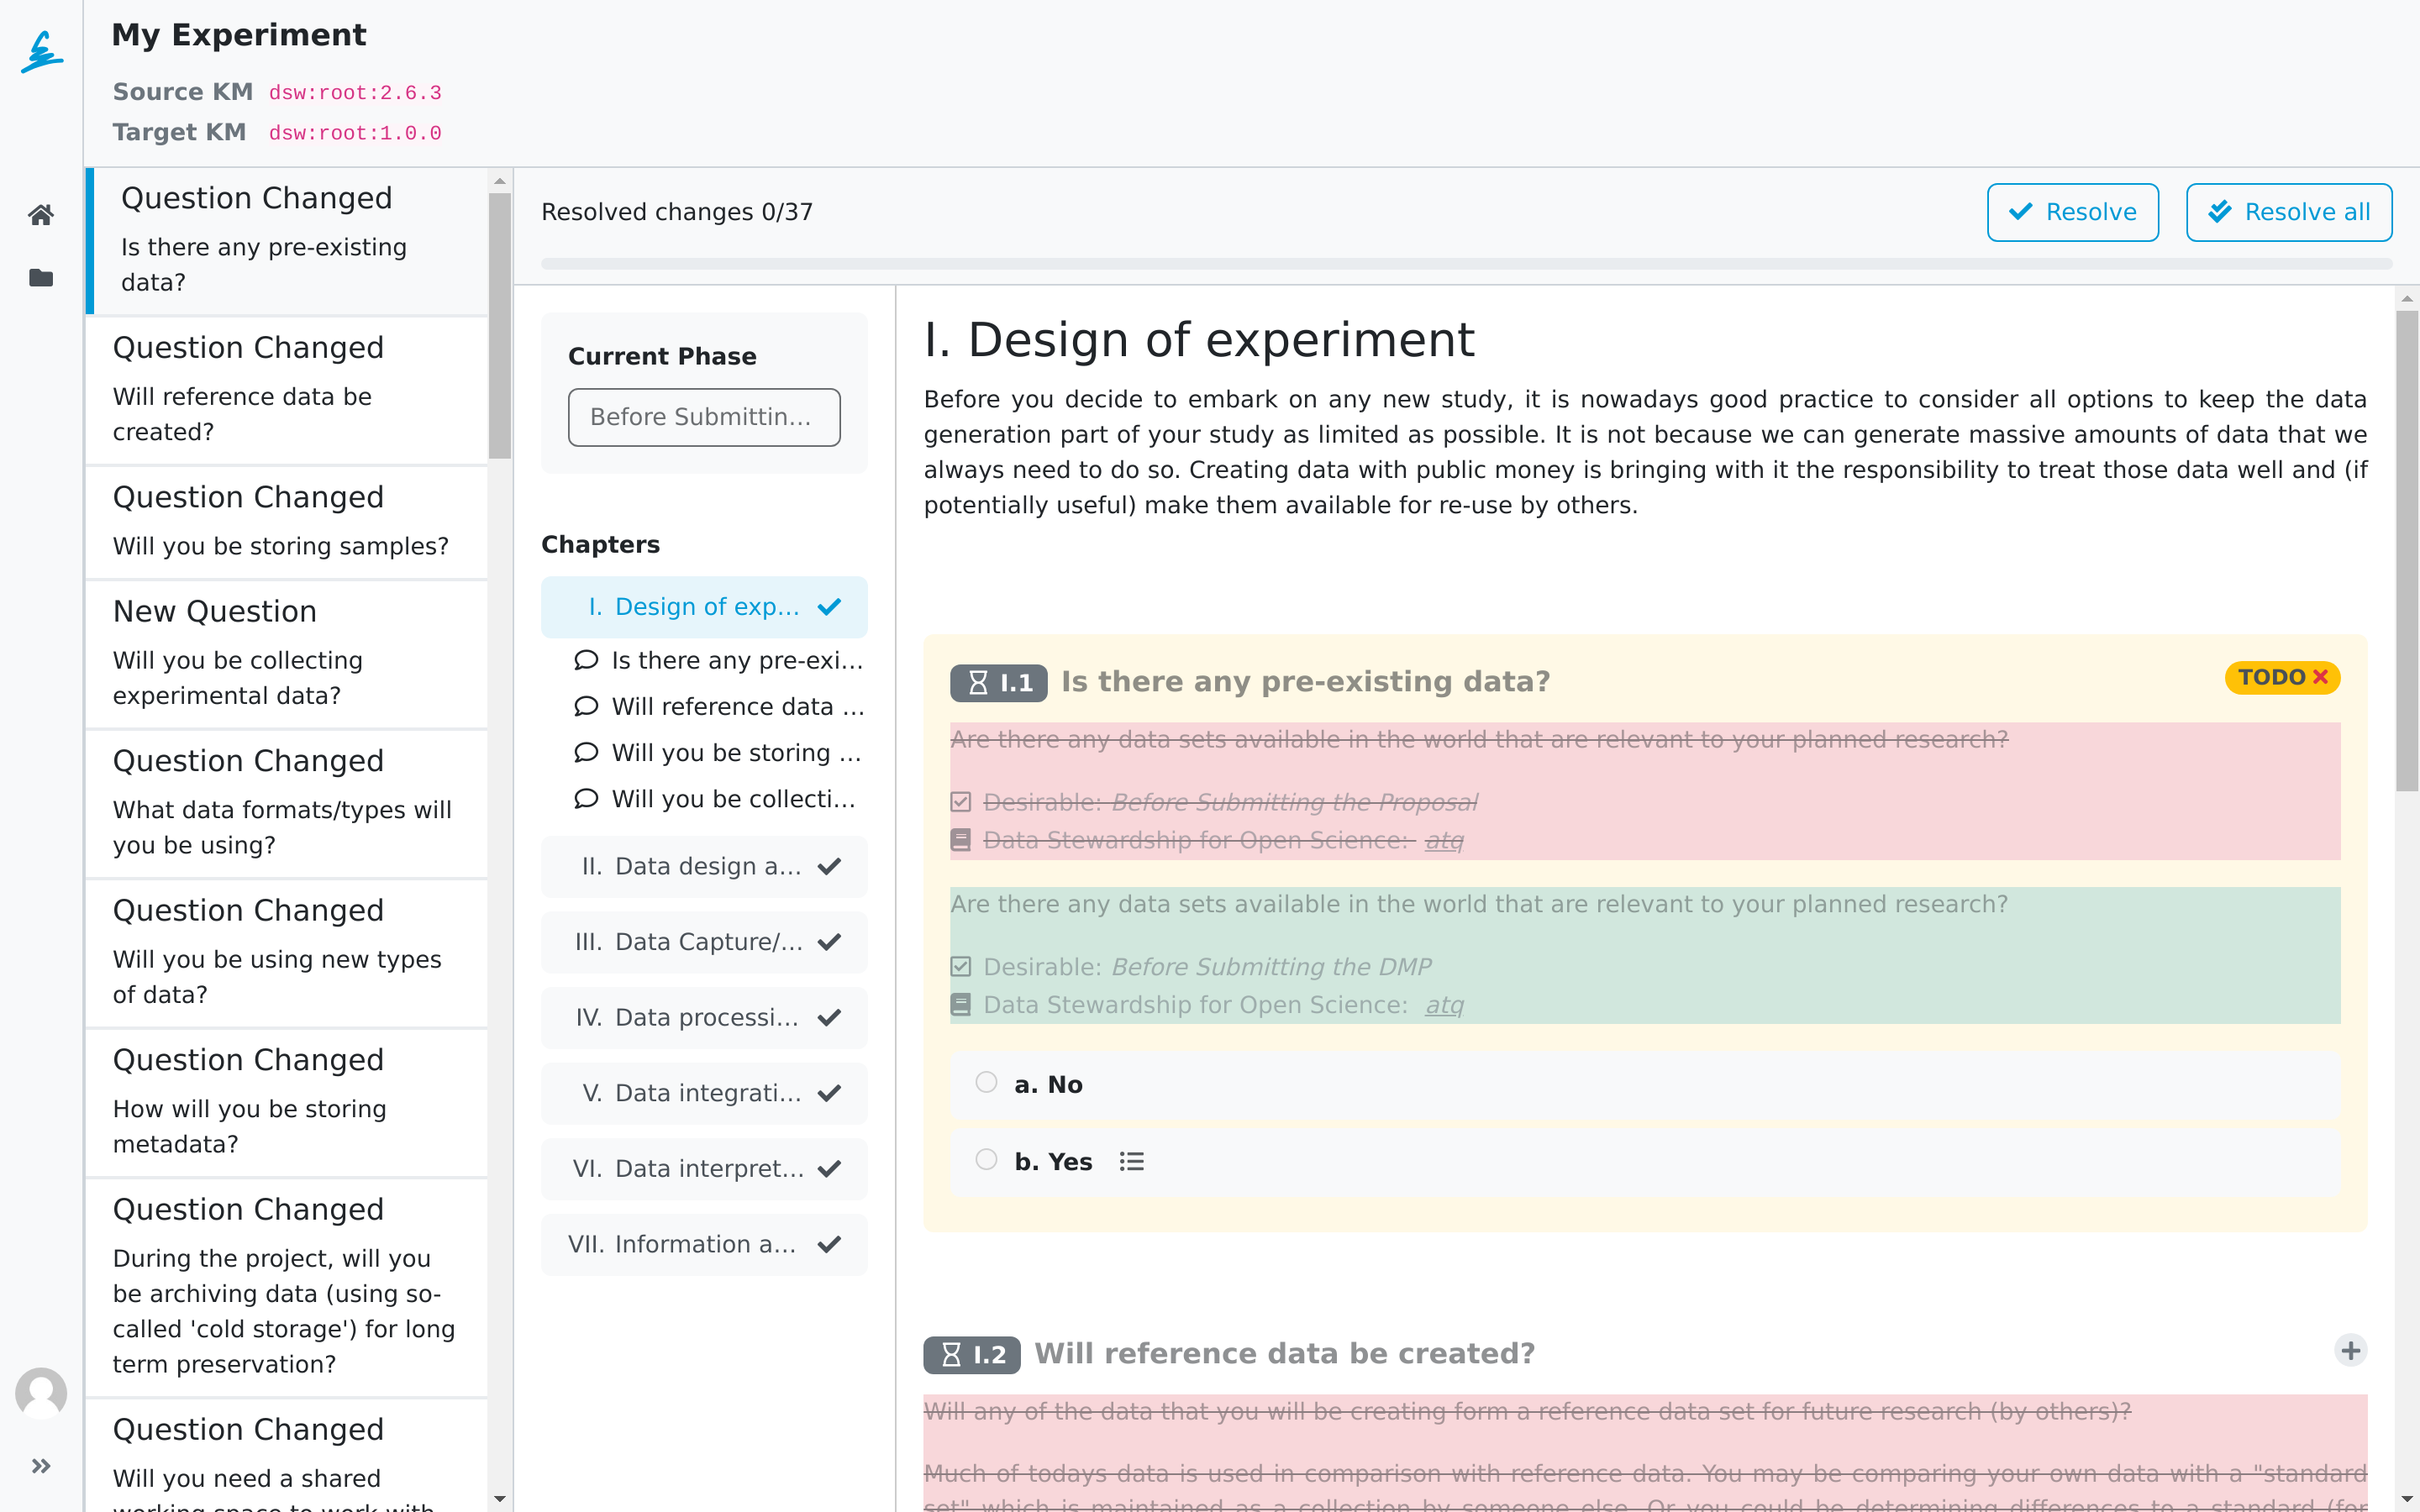 My Experiment
Source KM dsw:root:2.6.3
Target KM dsw:root:1.0.0
Question Changed
Is there any pre-existing
data?
Question Changed
Will reference data be
created?
Question Changed
Will you be storing samples?
New Question
Will you be collecting
experimental data?
Question Changed
What data formats/types will
you be using?
Question Changed
Will you be using new types
of data?
Question Changed
How will you be storing
metadata?
Question Changed
During the project, will you
be archiving data (using so-
called 'cold storage') for long
term preservation?
Question Changed
Will you need a shared
working space to work with
Resolved changes 0/37
Resolve
Resolve all
Current Phase
Before Submittin...
Chapters
I. Design of exp...
Is there any pre-exi...
Will reference data ...
Will you be storing ...
Will you be collecti...
II. Data design a...
III. Data Capture/...
IV. Data processi...
V. Data integrati...
VI. Data interpret...
VII. Information a...
I. Design of experiment
Before you decide to embark on any new study, it is nowadays good practice to consider all options to keep the data
generation part of your study as limited as possible. It is not because we can generate massive amounts of data that we
always need to do so. Creating data with public money is bringing with it the responsibility to treat those data well and (if
potentially useful) make them available for re-use by others.
I.1 Is there any pre-existing data?
TODO
Are there any data sets available in the world that are relevant to your planned research?
Desirable: Before Submitting the Proposal
Data Stewardship for Open Science: atq
Are there any data sets available in the world that are relevant to your planned research?
Desirable: Before Submitting the DMP
Data Stewardship for Open Science: atq
a. No
b. Yes
I.2 Will reference data be created?
Will any of the data that you will be creating form a reference data set for future research (by others)?
Much of todays data is used in comparison with reference data. You may be comparing your own data with a "standard
set" which is maintained as a collection by someone else. Or you could be determining differences to a standard (for